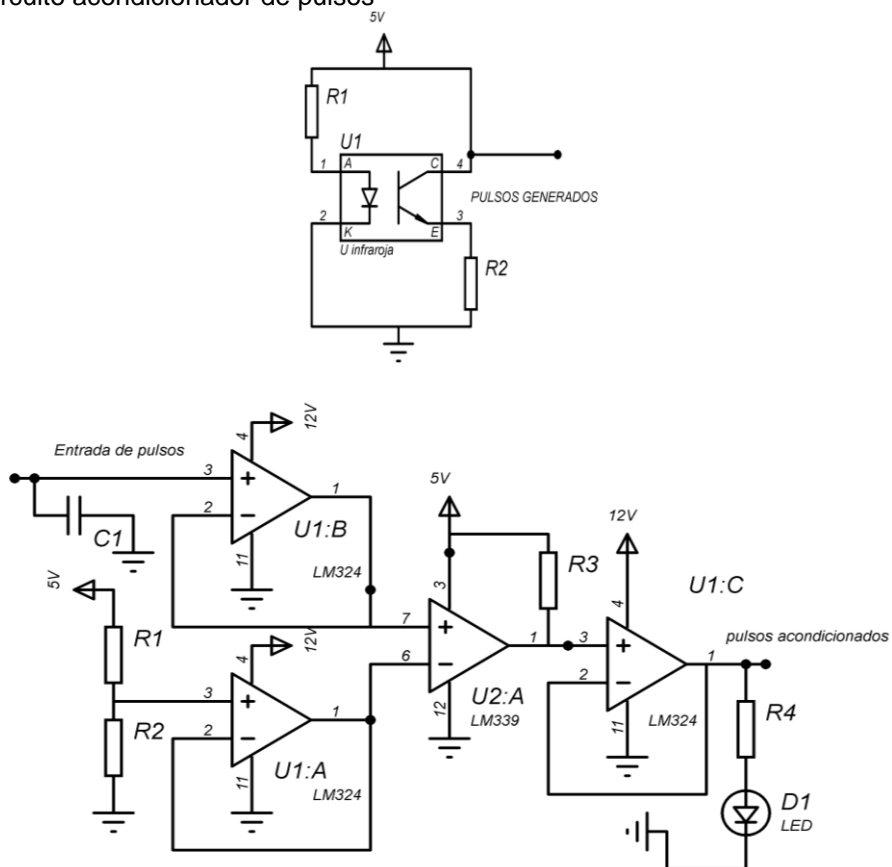 acondicionador de pulsos
5V
R1
U1
1 A C 4
PULSOS GENERADOS
2 K E 3
U infraroja
R2
Entrada de pulsos
12V
4
3
+
2
−
1
C1
11
U1:B
LM324
5V
R1
R2
12V
4
3
+
2
−
1
11
U1:A
LM324
5V
3
R3
7
+
6
−
1
12
U2:A
LM339
12V
4
U1:C
3
+
2
−
1
11
LM324
pulsos acondicionados
R4
D1
LED